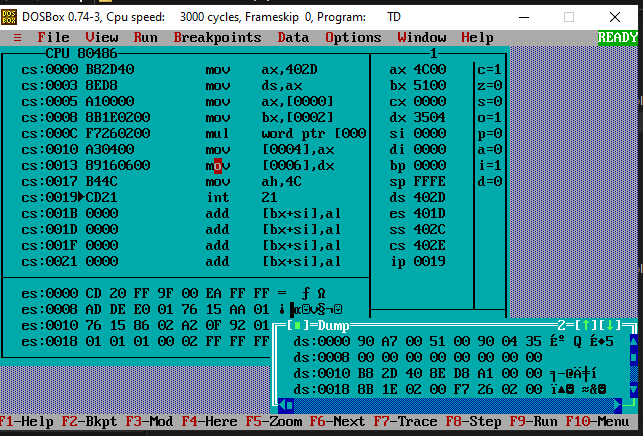 DOSBox 0.74-3, Cpu speed: 3000 cycles, Frameskip 0, Program: TD
≡ File View Run Breakpoints Data Options Window Help READY
CPU 80486 1
cs:0000 B82D40 mov ax,402D ax 4C00 c=1
cs:0003 8ED8 mov ds,ax bx 5100 z=0
cs:0005 A10000 mov ax,[0000] cx 0000 s=0
cs:0008 8B1E0200 mov bx,[0002] dx 3504 o=1
cs:000C F7260200 mul word ptr [000 si 0000 p=0
cs:0010 A30400 mov [0004],ax di 0000 a=0
cs:0013 89160600 mov [0006],dx bp 0000 i=1
cs:0017 B44C mov ah,4C sp FFFE d=0
cs:0019►CD21 int 21 ds 402D
cs:001B 0000 add [bx+si],al es 401D
cs:001D 0000 add [bx+si],al ss 402C
cs:001F 0000 add [bx+si],al cs 402E
cs:0021 0000 add [bx+si],al ip 0019
es:0000 CD 20 FF 9F 00 EA FF FF = ƒ Ω
es:0008 AD DE E0 01 76 15 AA 01
es:0010 76 15 86 02 A2 0F 92 01
es:0018 01 01 01 00 02 FF FF FF
[■]=Dump 2=[↑][↓]
ds:0000 90 A7 00 51 00 90 04 35 Éº Q É♦5
ds:0008 00 00 00 00 00 00 00 00
ds:0010 B8 2D 40 8E D8 A1 00 00 ╕-@Ä╪í
ds:0018 8B 1E 02 00 F7 26 02 00 ï▲☻ ≈&☻
F1-Help F2-Bkpt F3-Mod F4-Here F5-Zoom F6-Next F7-Trace F8-Step F9-Run F10-Menu